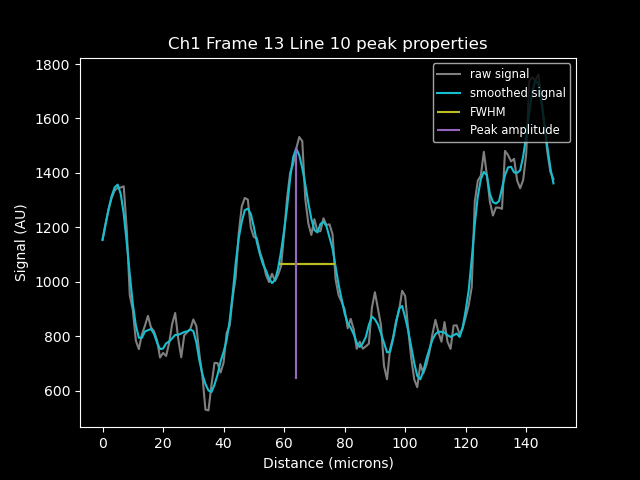 Ch1 Frame 13 Line 10 peak properties
raw signal
smoothed signal
FWHM
Peak amplitude
1800
1600
1400
1200
1000
800
600
Signal (AU)
0 20 40 60 80 100 120 140
Distance (microns)